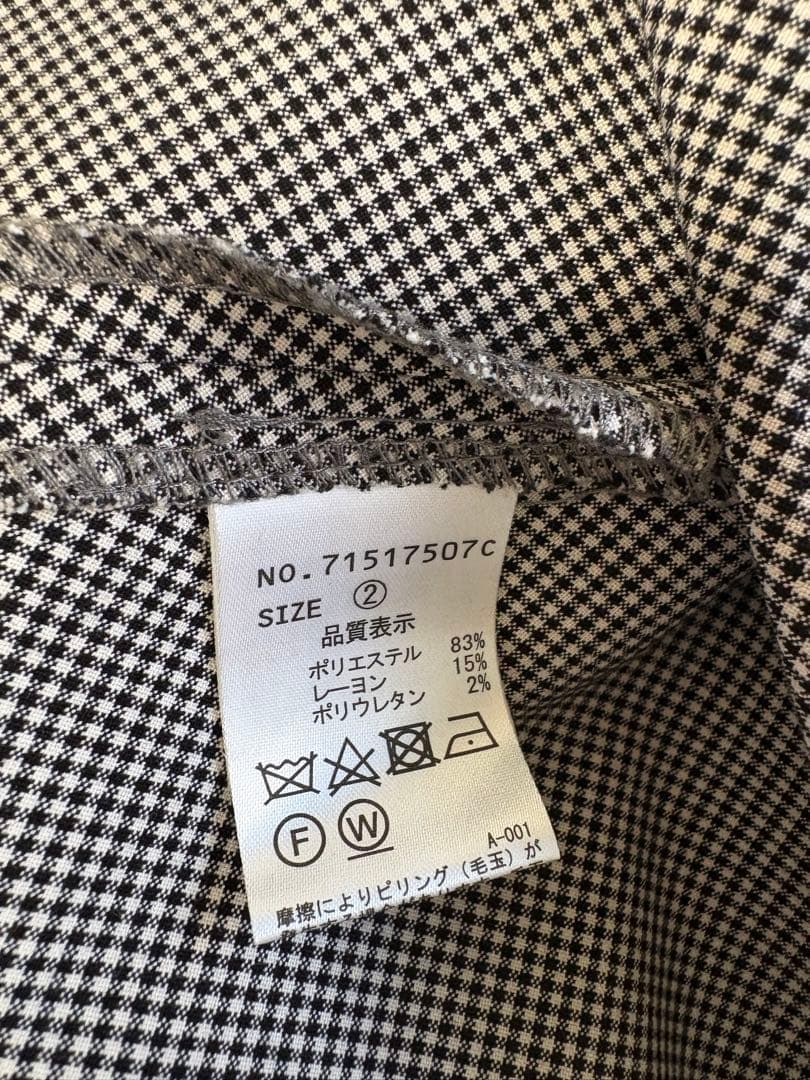 NO.71517507C
SIZE ②
品質表示
ポリエステル 83%
レーヨン 15%
ポリウレタン 2%
F W
A-001
摩擦によりピリング(毛玉)が